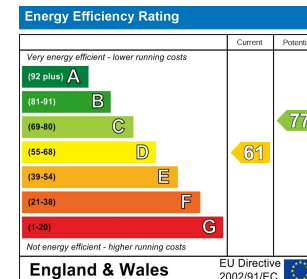 Energy Efficiency Rating
Current Potenti
Very energy efficient - lower running costs
(92 plus) A
(81-91) B
(69-80) C
77
(55-68) D
61
(39-54) E
(21-38) F
(1-20) G
Not energy efficient - higher running costs
England & Wales
EU Directive
2002/91/EC